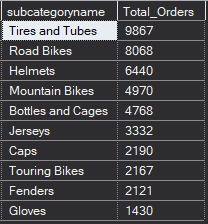 subcategoryname Total_Orders
Tires and Tubes 9867
Road Bikes 8068
Helmets 6440
Mountain Bikes 4970
Bottles and Cages 4768
Jerseys 3332
Caps 2190
Touring Bikes 2167
Fenders 2121
Gloves 1430